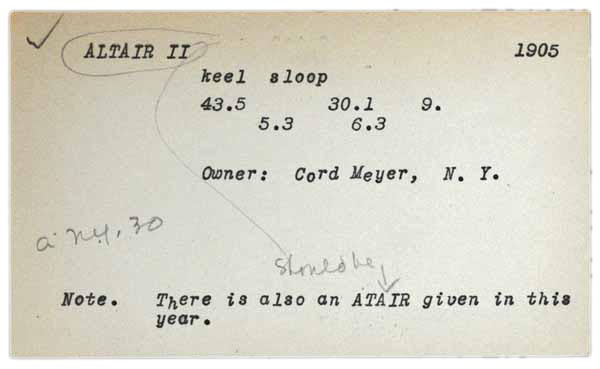 ALTAIR II 1905
keel sloop
43.5 30.1 9.
5.3 6.3
Owner: Cord Meyer, N. Y.
a N.Y. 30
should be
Note. There is also an ATAIR given in this
year.